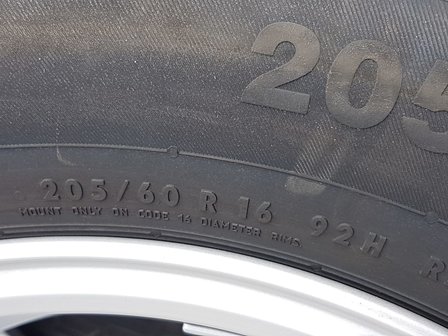 205
205/60 R 16 92H R
MOUNT ONLY ON CODE 16 DIAMETER RIMS